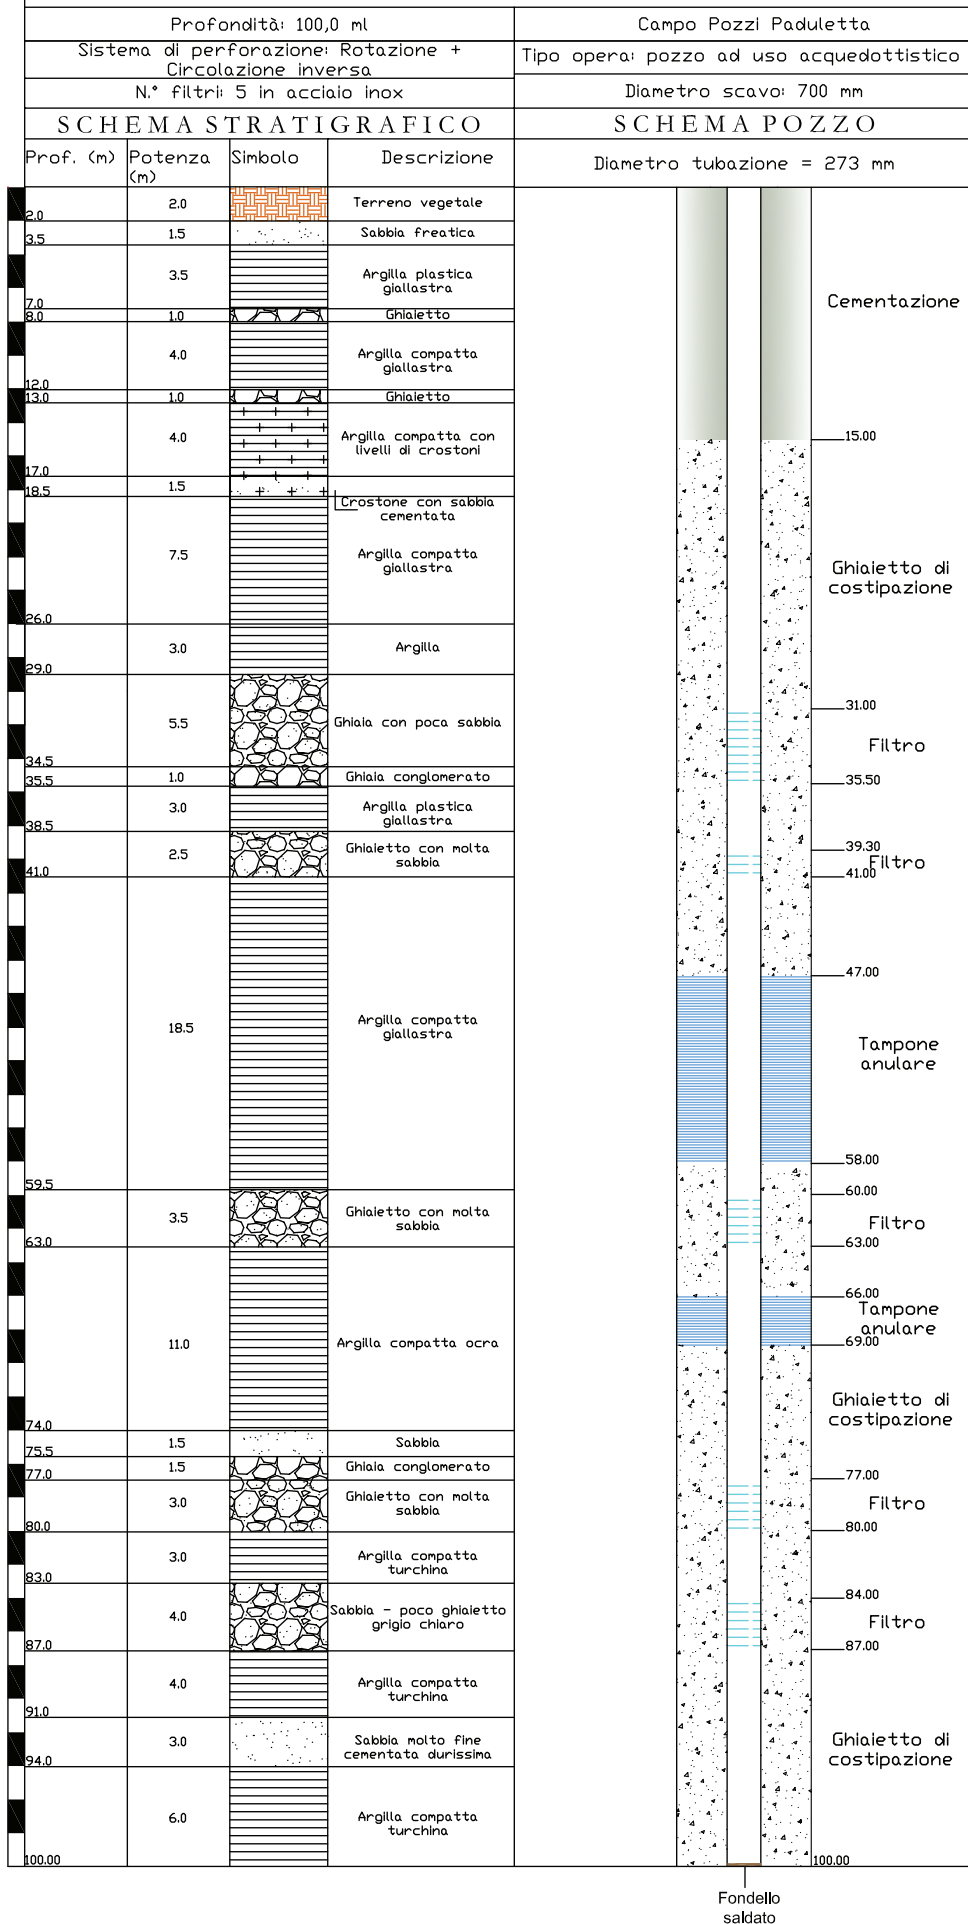 Profondità: 100,0 ml
Sistema di perforazione: Rotazione +
Circolazione inversa
N.° filtri: 5 in acciaio inox
SCHEMA STRATIGRAFICO
Prof. (m) Potenza (m) Simbolo Descrizione
2.0 2.0 Terreno vegetale
3.5 1.5 Sabbia freatica
7.0 3.5 Argilla plastica
giallastra
8.0 1.0 Ghiaietto
12.0 4.0 Argilla compatta
giallastra
13.0 1.0 Ghiaietto
17.0 4.0 Argilla compatta con
livelli di crostoni
18.5 1.5 Crostone con sabbia
cementata
26.0 7.5 Argilla compatta
giallastra
29.0 3.0 Argilla
34.5 5.5 Ghiaia con poca sabbia
35.5 1.0 Ghiaia conglomerato
38.5 3.0 Argilla plastica
giallastra
41.0 2.5 Ghiaietto con molta
sabbia
59.5 18.5 Argilla compatta
giallastra
63.0 3.5 Ghiaietto con molta
sabbia
74.0 11.0 Argilla compatta ocra
75.5 1.5 Sabbia
77.0 1.5 Ghiaia conglomerato
80.0 3.0 Ghiaietto con molta
sabbia
83.0 3.0 Argilla compatta
turchina
87.0 4.0 Sabbia - poco ghiaietto
grigio chiaro
91.0 4.0 Argilla compatta
turchina
94.0 3.0 Sabbia molto fine
cementata durissima
100.00 6.0 Argilla compatta
turchina
Campo Pozzi Paduletta
Tipo opera: pozzo ad uso acquedottistico
Diametro scavo: 700 mm
SCHEMA POZZO
Diametro tubazione = 273 mm
Cementazione
15.00
Ghiaietto di
costipazione
31.00
Filtro
35.50
39.30
Filtro
41.00
47.00
Tampone
anulare
58.00
60.00
Filtro
63.00
66.00
Tampone
anulare
69.00
Ghiaietto di
costipazione
77.00
Filtro
80.00
84.00
Filtro
87.00
Ghiaietto di
costipazione
100.00
Fondello
saldato